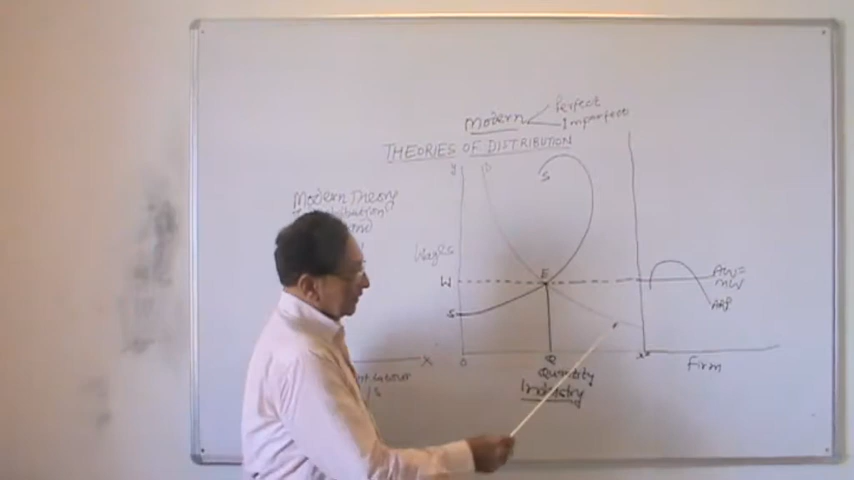 Modern
Perfect
Imperfect
THEORIES OF DISTRIBUTION
Modern Theory
Y
D
S
Wages
W
E
S
O
Q
X
Quantity
Industry
AW=
MW
ARP
Firm
X